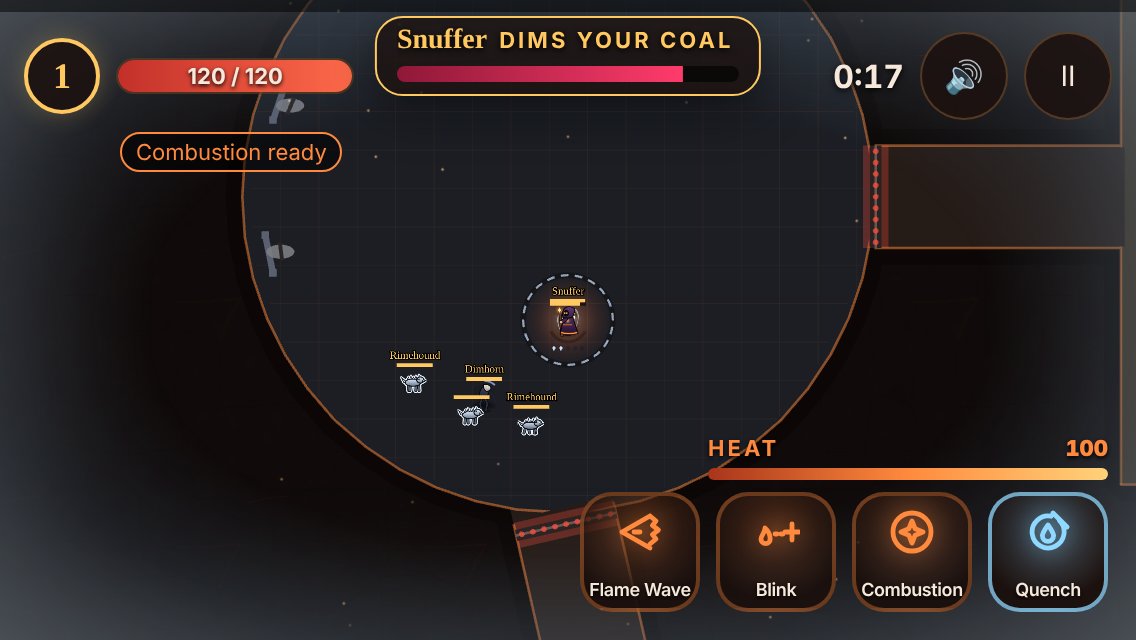 1
120 / 120
Snuffer DIMS YOUR COAL
0:17
Combustion ready
Snuffer
Rimehound
Dimhorn
Rimehound
HEAT 100
Flame Wave
Blink
Combustion
Quench